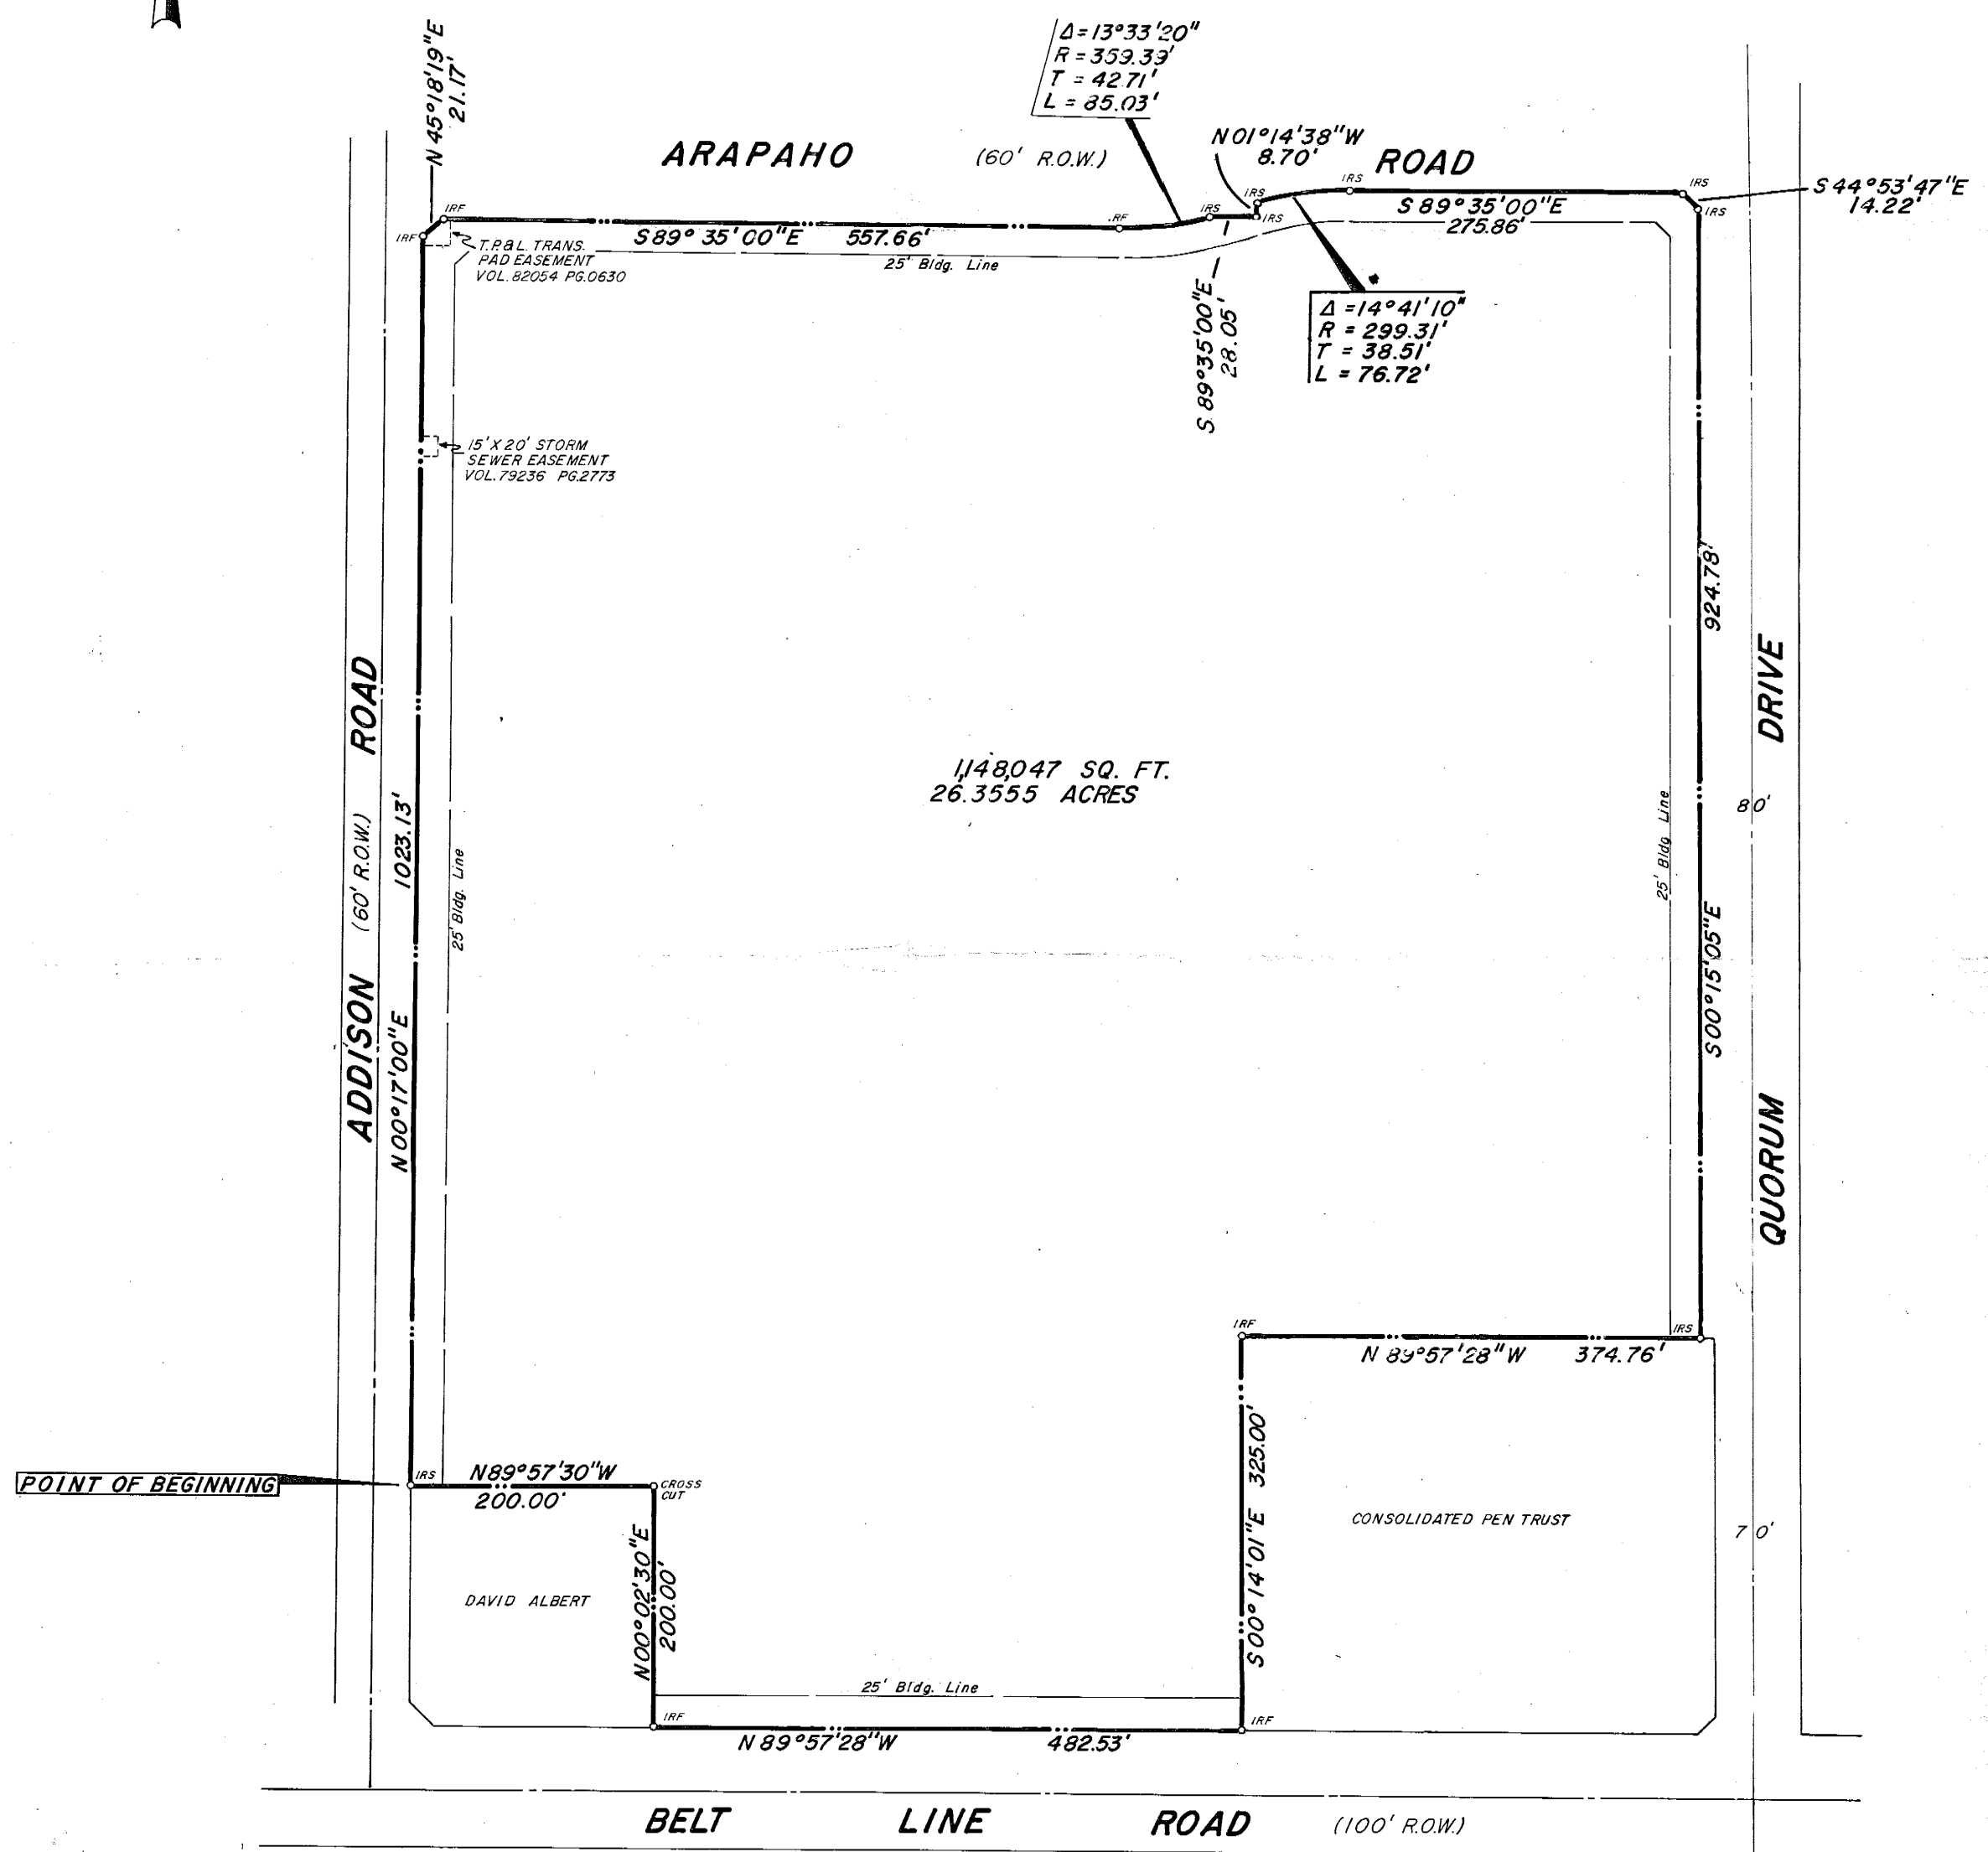 N 45°18'19"E
21.17'
Δ=13°33'20"
R = 359.39'
T = 42.71'
L = 85.03'
ARAPAHO (60' R.O.W.) ROAD
N 01°14'38"W
8.70'
S 44°53'47"E
14.22'
IRF
IRF
.RF
IRS
IRS
IRS
IRS
IRS
IRS
S 89°35'00"E 557.66'
25' Bldg. Line
S 89°35'00"E
275.86'
T.P.&L. TRANS.
PAD EASEMENT
VOL. 82054 PG.0630
S 89°35'00"E
28.05'
Δ =14°41'10"
R = 299.31'
T = 38.51'
L = 76.72'
15' X 20' STORM
SEWER EASEMENT
VOL.79236 PG.2773
924.78'
S 00°15'05"E
1,148,047 SQ. FT.
26.3555 ACRES
ADDISON (60' R.O.W.) ROAD
N 00°17'00"E 1023.13'
25' Bldg. Line
25' Bldg Line
80'
QUORUM DRIVE
IRF
IRS
N 89°57'28"W 374.76'
POINT OF BEGINNING
IRS
N89°57'30"W
200.00'
CROSS
CUT
S 00°14'01"E 325.00'
CONSOLIDATED PEN TRUST
70'
DAVID ALBERT
N00°02'30"E
200.00'
25' Bldg. Line
IRF
IRF
N 89°57'28"W 482.53'
BELT LINE ROAD (100' R.O.W.)